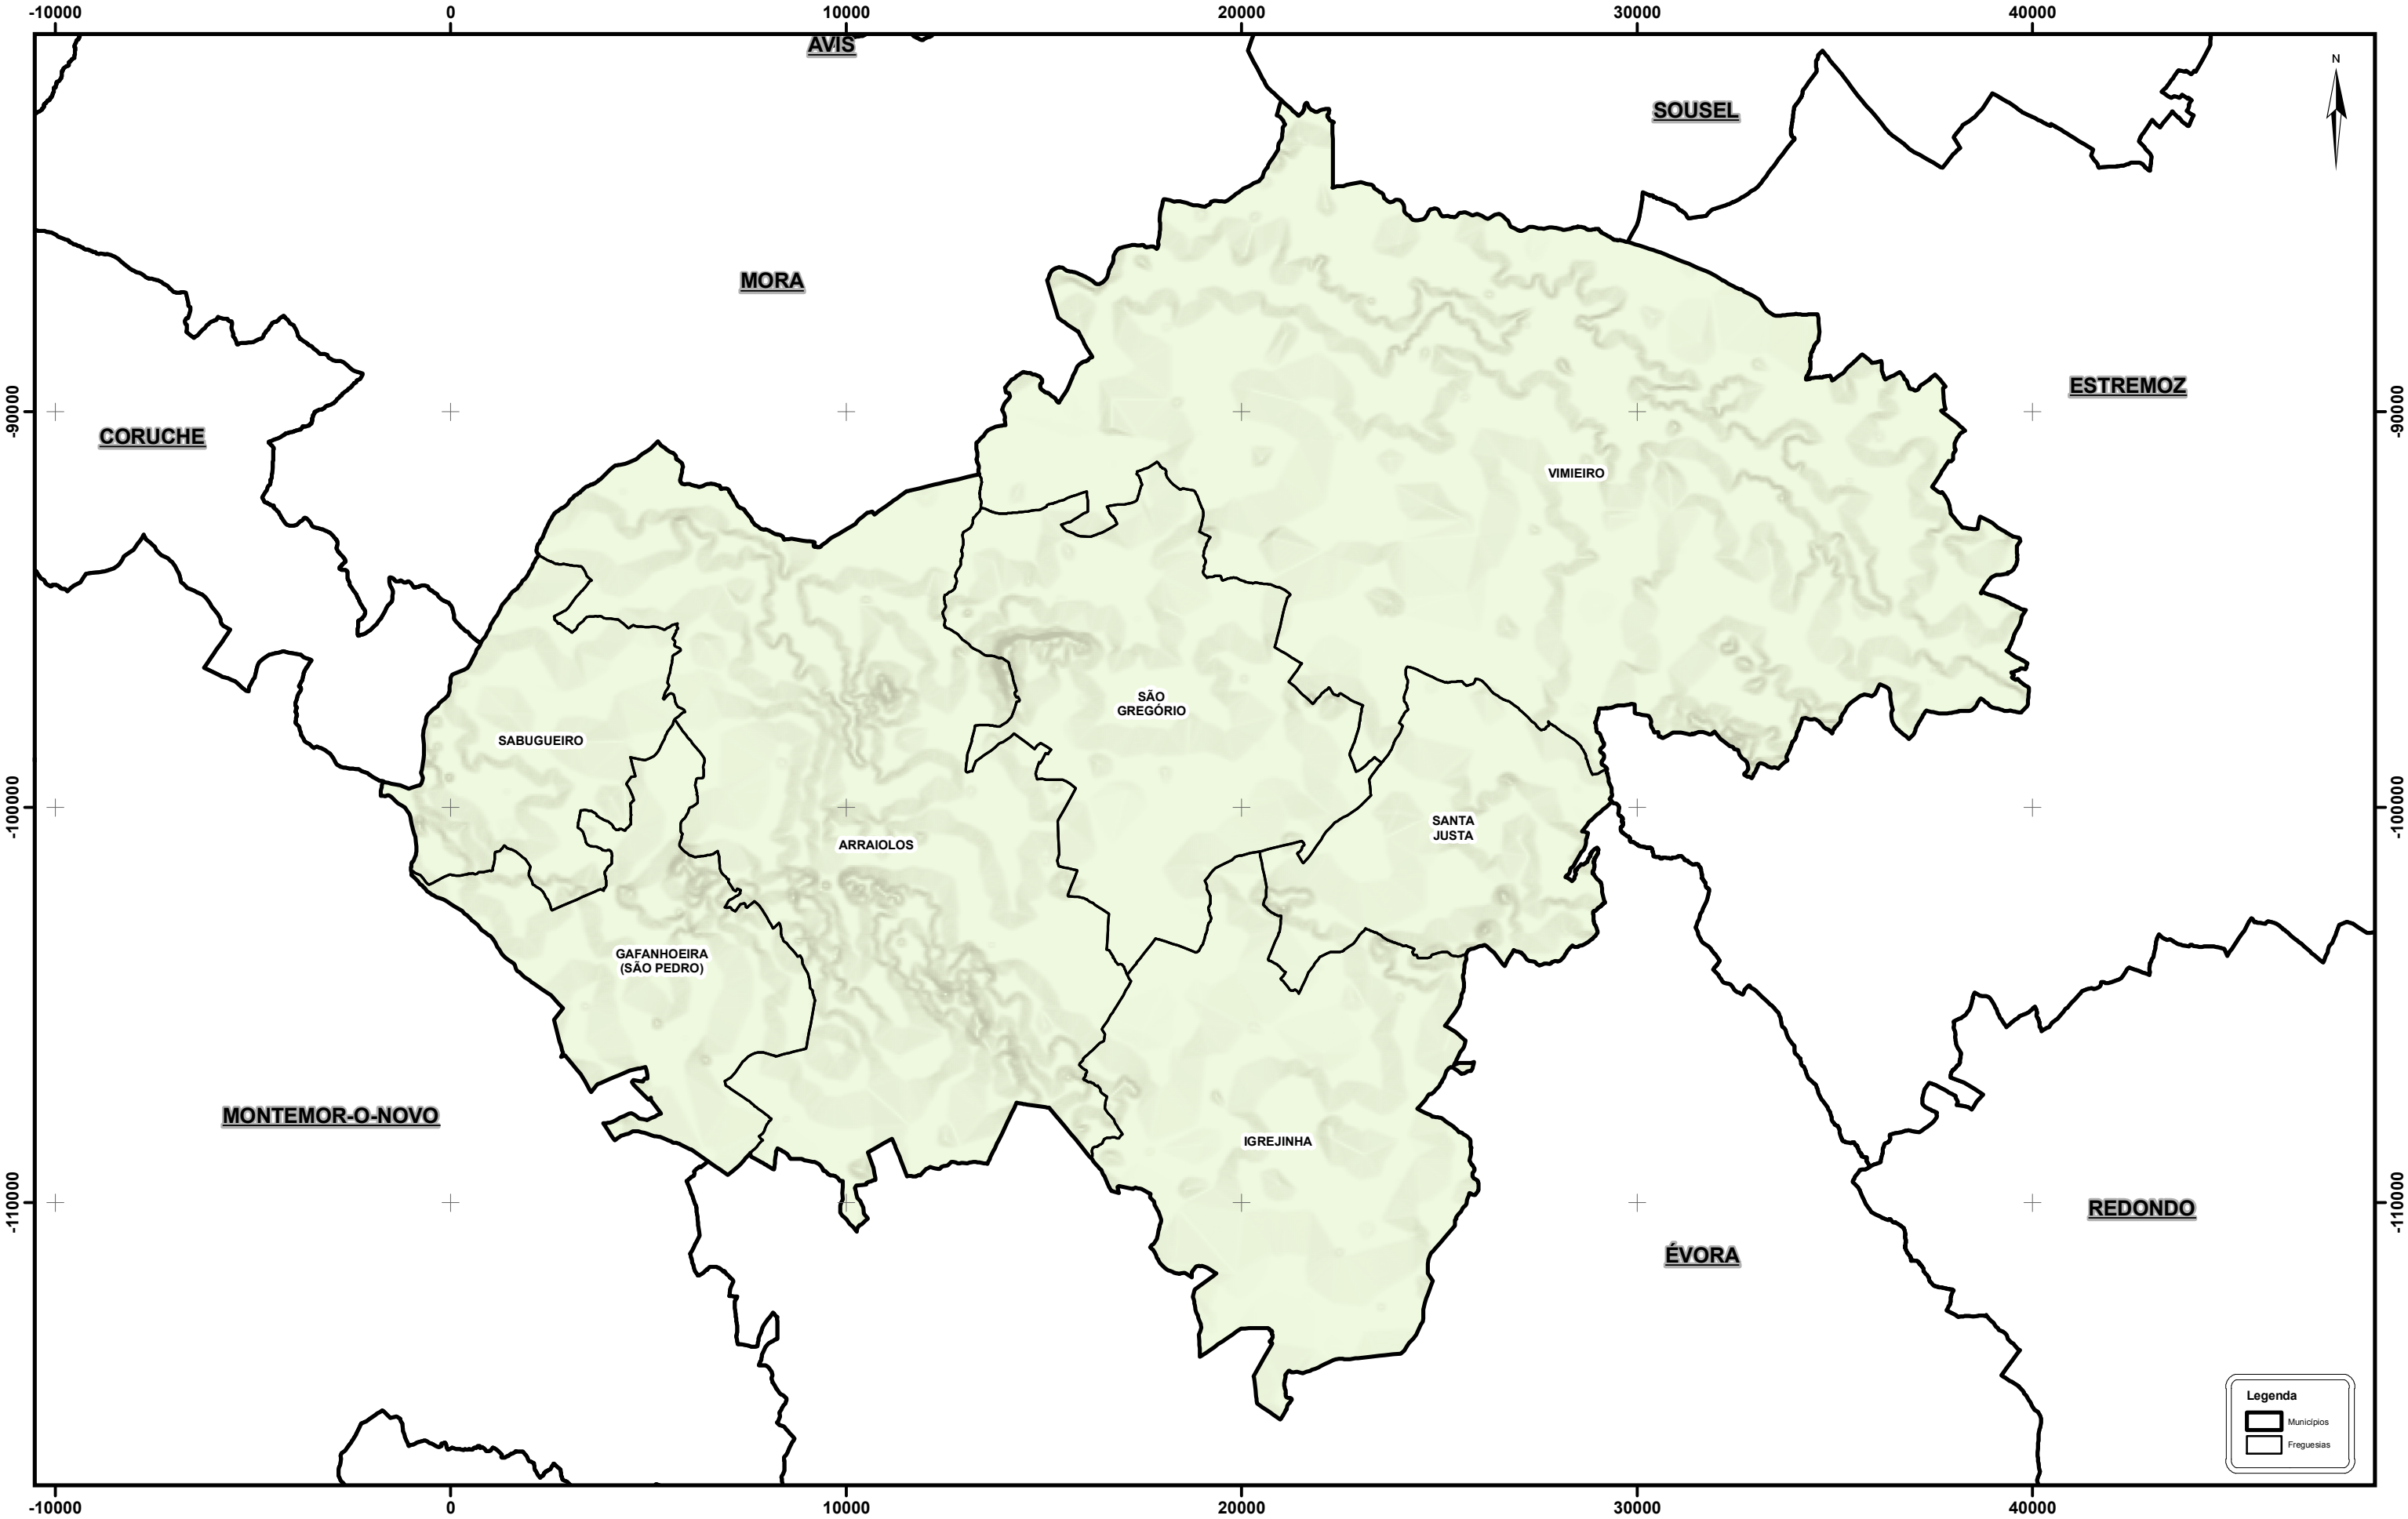 -10000 0 10000 20000 30000 40000
AVIS
N
SOUSEL
MORA
ESTREMOZ
-90000 -90000
CORUCHE
VIMIEIRO
SÃO
GREGÓRIO
SABUGUEIRO
-100000 -100000
SANTA
JUSTA
ARRAIOLOS
GAFANHOEIRA
(SÃO PEDRO)
MONTEMOR-O-NOVO
IGREJINHA
-110000 -110000
REDONDO
ÉVORA
Legenda
Municípios
Freguesias
-10000 0 10000 20000 30000 40000